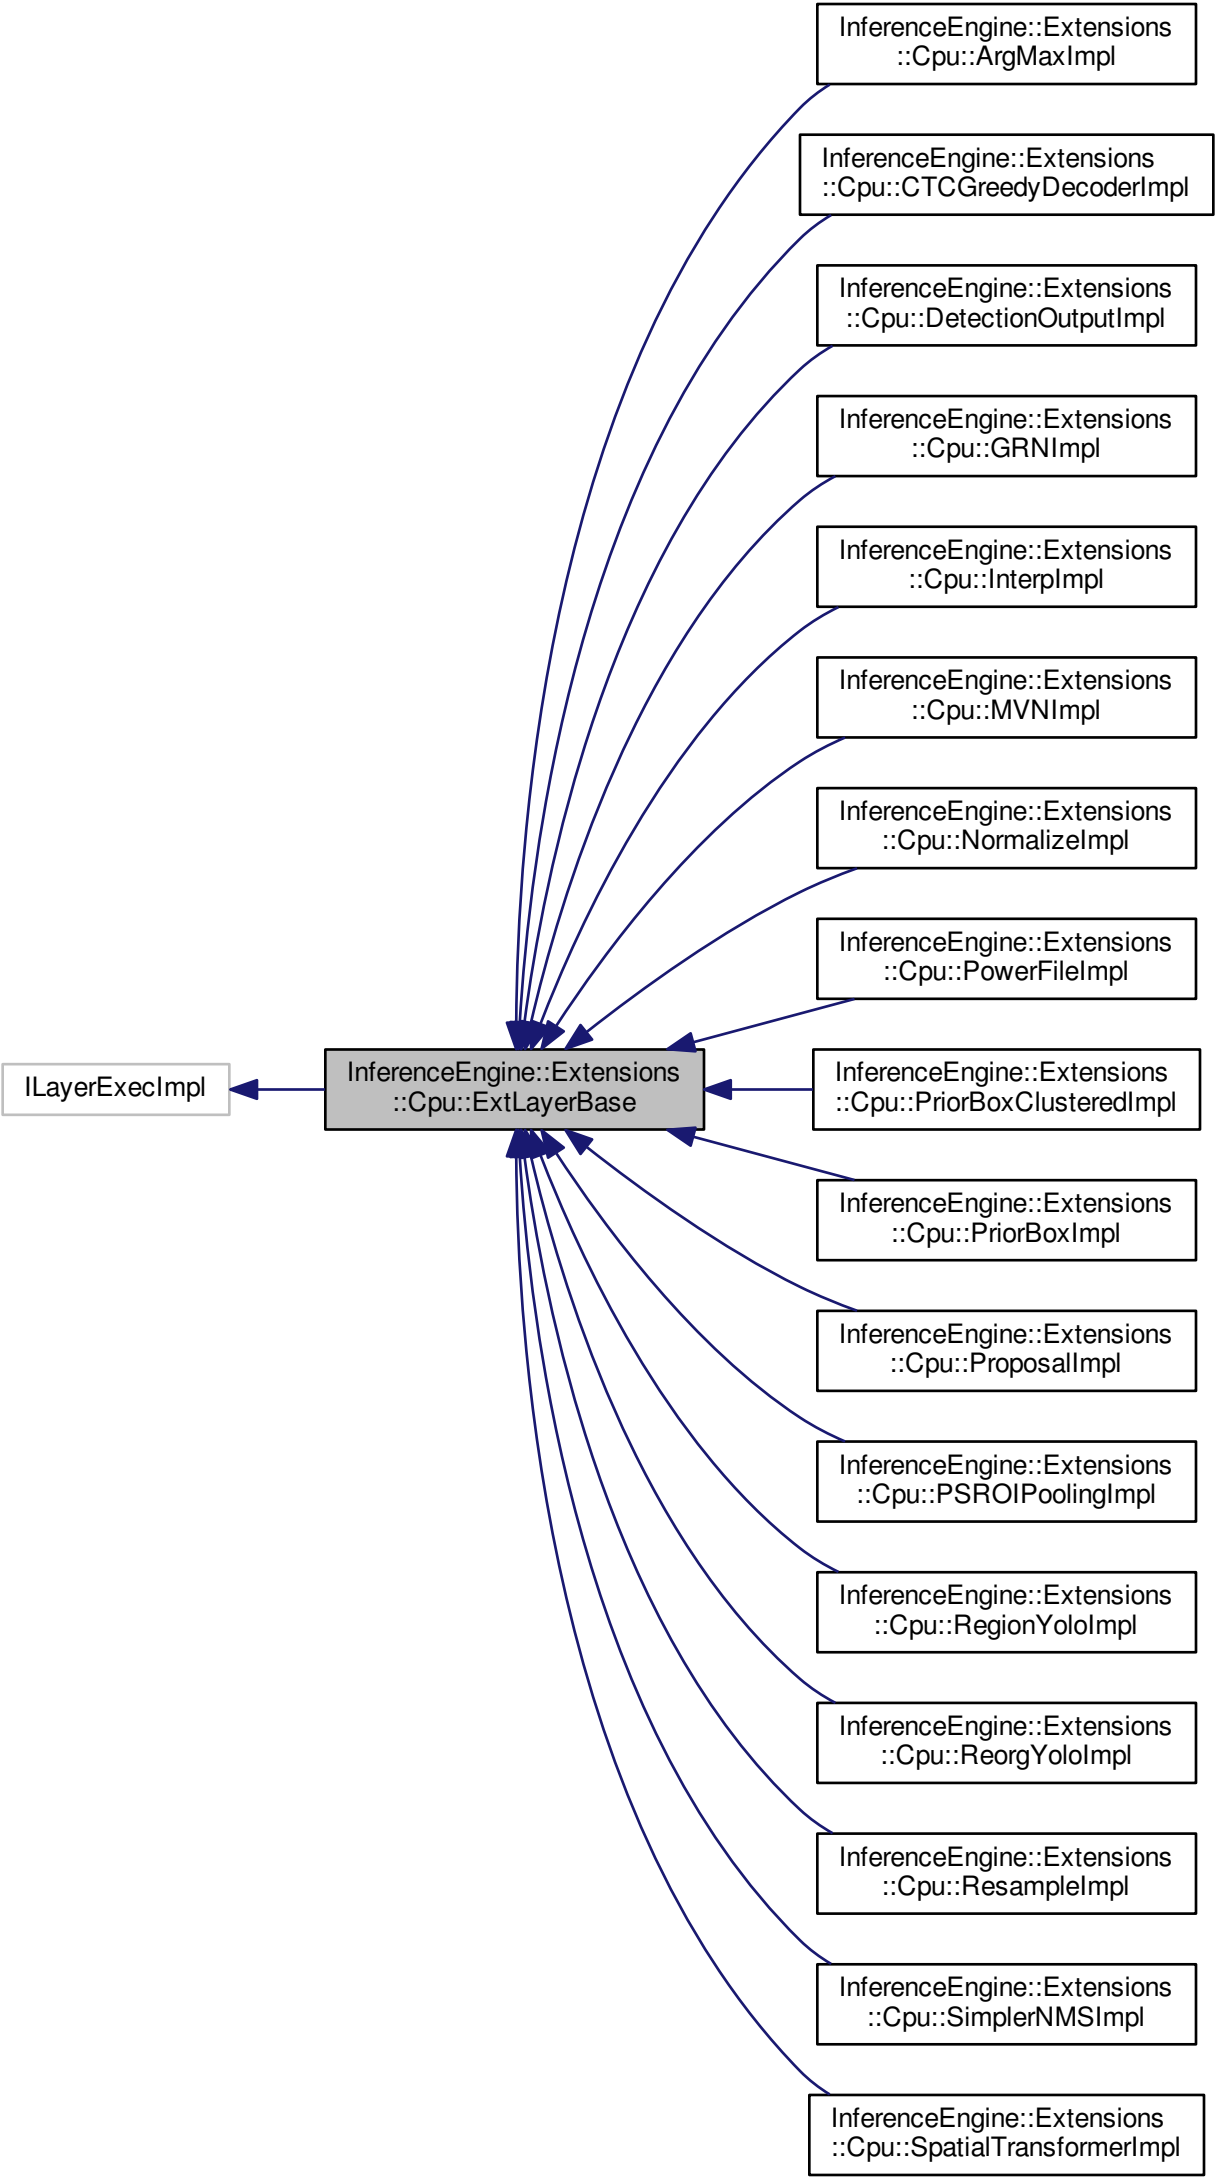 InferenceEngine::Extensions
::Cpu::ArgMaxImpl
InferenceEngine::Extensions
::Cpu::CTCGreedyDecoderImpl
InferenceEngine::Extensions
::Cpu::DetectionOutputImpl
InferenceEngine::Extensions
::Cpu::GRNImpl
InferenceEngine::Extensions
::Cpu::InterpImpl
InferenceEngine::Extensions
::Cpu::MVNImpl
InferenceEngine::Extensions
::Cpu::NormalizeImpl
InferenceEngine::Extensions
::Cpu::PowerFileImpl
ILayerExecImpl
InferenceEngine::Extensions
::Cpu::ExtLayerBase
InferenceEngine::Extensions
::Cpu::PriorBoxClusteredImpl
InferenceEngine::Extensions
::Cpu::PriorBoxImpl
InferenceEngine::Extensions
::Cpu::ProposalImpl
InferenceEngine::Extensions
::Cpu::PSROIPoolingImpl
InferenceEngine::Extensions
::Cpu::RegionYoloImpl
InferenceEngine::Extensions
::Cpu::ReorgYoloImpl
InferenceEngine::Extensions
::Cpu::ResampleImpl
InferenceEngine::Extensions
::Cpu::SimplerNMSImpl
InferenceEngine::Extensions
::Cpu::SpatialTransformerImpl